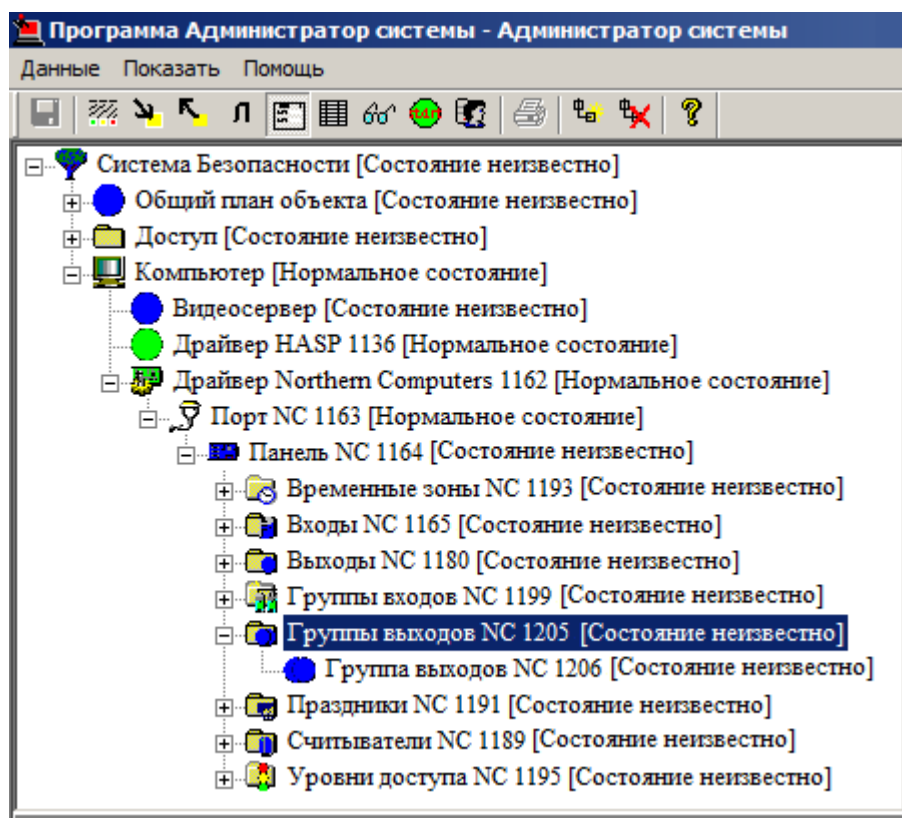 Программа Администратор системы - Администратор системы
Данные Показать Помощь
Л
Система Безопасности [Состояние неизвестно]
Общий план объекта [Состояние неизвестно]
Доступ [Состояние неизвестно]
Компьютер [Нормальное состояние]
Видеосервер [Состояние неизвестно]
Драйвер HASP 1136 [Нормальное состояние]
Драйвер Northern Computers 1162 [Нормальное состояние]
Порт NC 1163 [Нормальное состояние]
Панель NC 1164 [Состояние неизвестно]
Временные зоны NC 1193 [Состояние неизвестно]
Входы NC 1165 [Состояние неизвестно]
Выходы NC 1180 [Состояние неизвестно]
Группы входов NC 1199 [Состояние неизвестно]
Группы выходов NC 1205 [Состояние неизвестно]
Группа выходов NC 1206 [Состояние неизвестно]
Праздники NC 1191 [Состояние неизвестно]
Считыватели NC 1189 [Состояние неизвестно]
Уровни доступа NC 1195 [Состояние неизвестно]